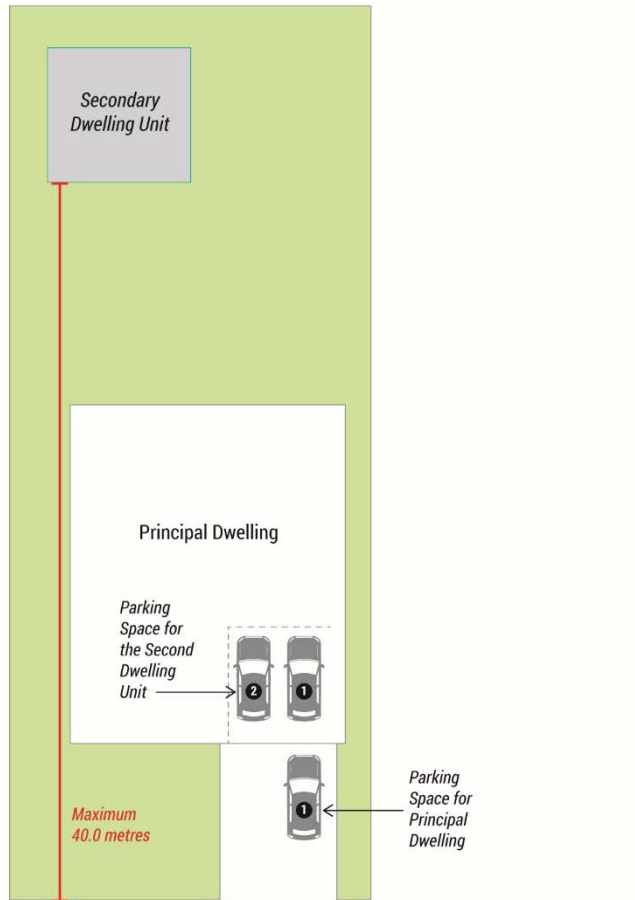 Secondary
Dwelling Unit
Principal Dwelling
Parking
Space for
the Second
Dwelling
Unit
2
1
1
Maximum
40.0 metres
Parking
Space for
Principal
Dwelling